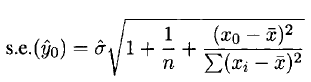 s.e.(ŷ₀) = σ̂ √(1 + 1/n + (x₀ − x̄)² / ∑(xᵢ − x̄)²)